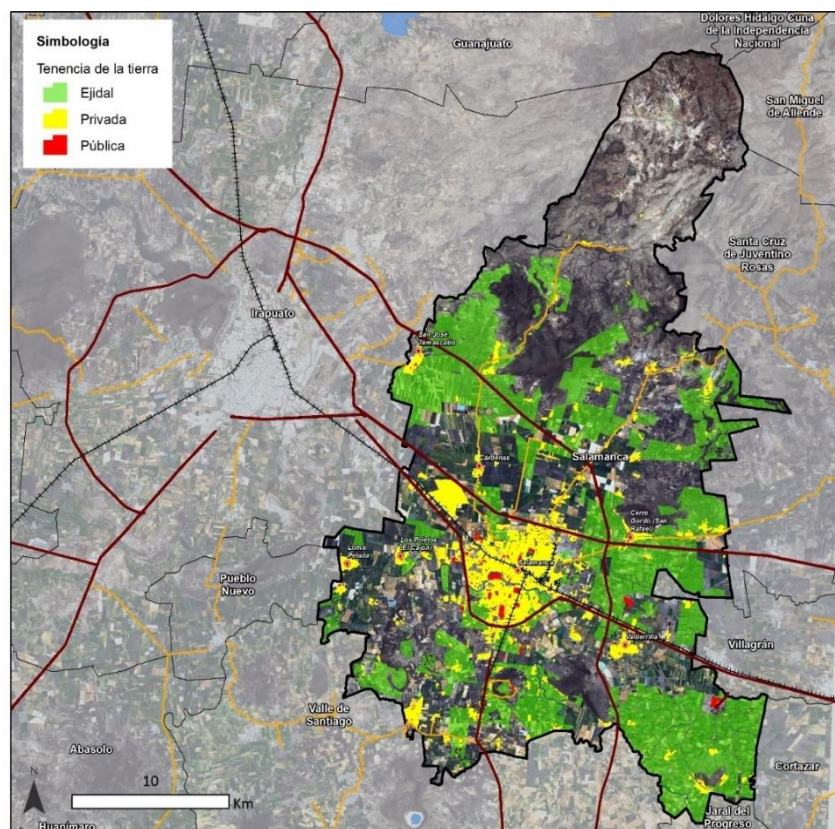 Simbología
Tenencia de la tierra
Ejidal
Privada
Pública
Dolores Hidalgo Cuna
de la Independencia
Nacional
Guanajuato
San Miguel
de Allende
Santa Cruz
de Juventino
Rosas
Irapuato
San José
Temascatío
Salamanca
Cárdenas
Cerro
Gordo (San
Rafael)
Loma
Pelada
Los Prietos
(El Cajón)
Salamanca
Pueblo
Nuevo
Valtierrilla
Villagrán
Valle de
Santiago
Abasolo
Cortazar
N
10
Km
Jaral del
Progreso
Huanímaro